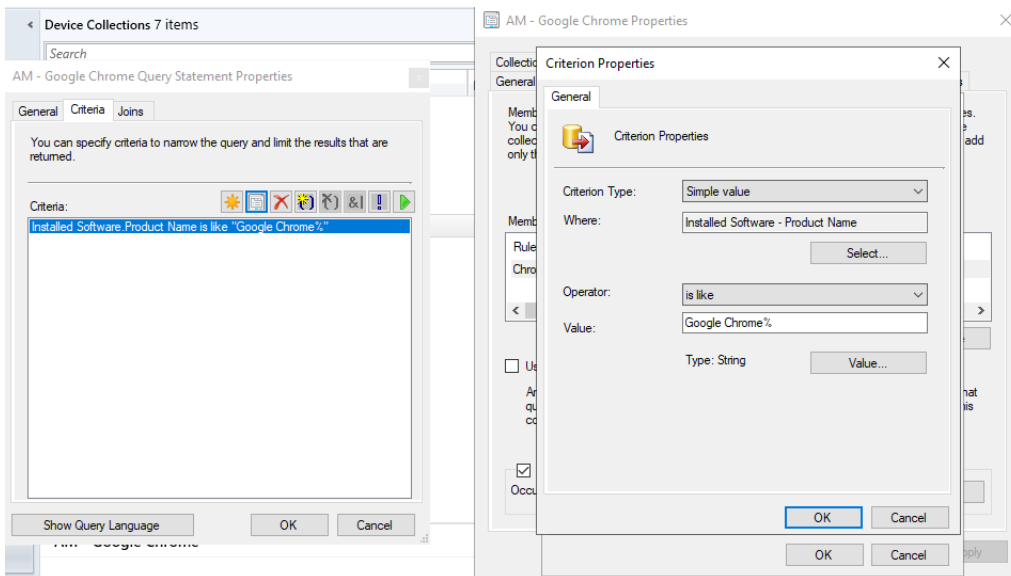 Device Collections 7 items
Search
AM - Google Chrome Query Statement Properties
General Criteria Joins
You can specify criteria to narrow the query and limit the results that are
returned.
Criteria:
Installed Software.Product Name is like "Google Chrome%"
Show Query Language OK Cancel
AM - Google Chrome
AM - Google Chrome Properties
General
add
only
Criterion Properties
General
Criterion Properties
Criterion Type: Simple value
Where: Installed Software - Product Name
Select...
Operator: is like
Value: Google Chrome%
Type: String Value...
OK Cancel
OK Cancel